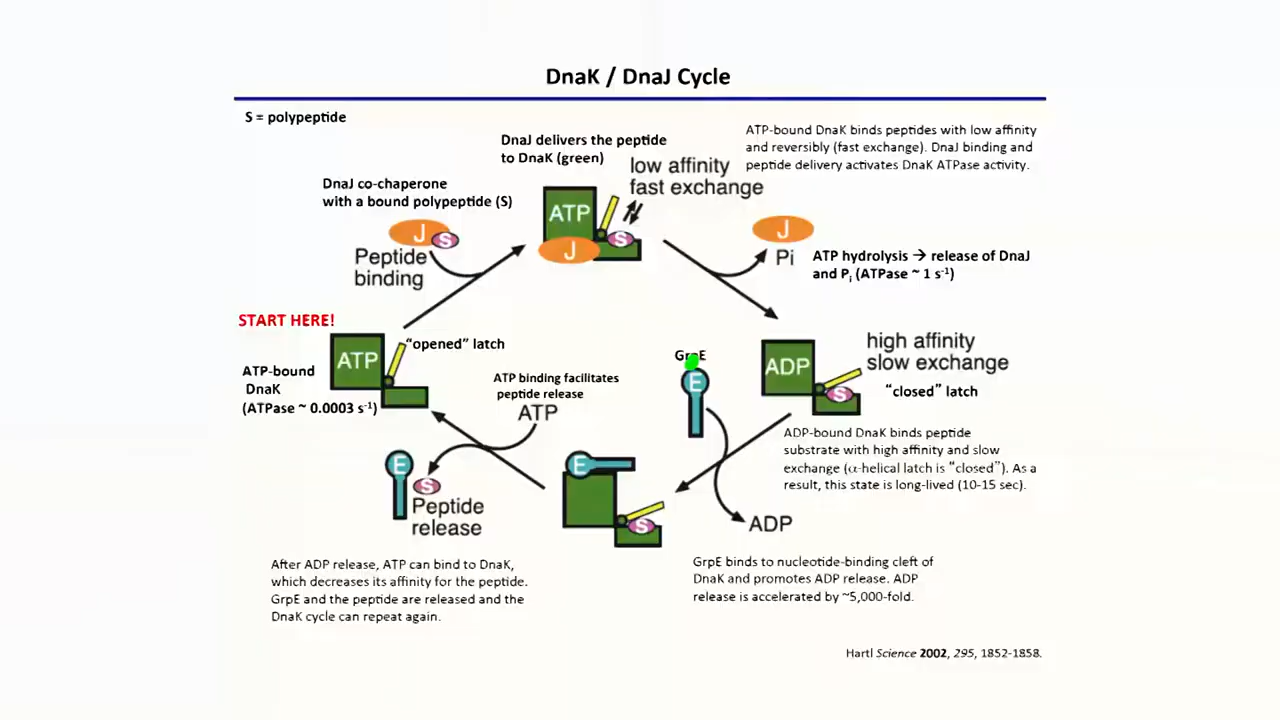 DnaK / DnaJ Cycle
S = polypeptide
DnaJ delivers the peptide
to DnaK (green)
ATP-bound DnaK binds peptides with low affinity
and reversibly (fast exchange). DnaJ binding and
peptide delivery activates DnaK ATPase activity.
low affinity
fast exchange
DnaJ co-chaperone
with a bound polypeptide (S)
J
S
Peptide
binding
ATP
J
S
J
Pi
ATP hydrolysis → release of DnaJ
and Pi (ATPase ~ 1 s-1)
START HERE!
ATP-bound
DnaK
(ATPase ~ 0.0003 s-1)
ATP
"opened" latch
ATP binding facilitates
peptide release
ATP
GrpE
E
ADP
S
high affinity
slow exchange
"closed" latch
ADP-bound DnaK binds peptide
substrate with high affinity and slow
exchange (α-helical latch is "closed"). As a
result, this state is long-lived (10-15 sec).
E
S
Peptide
release
E
S
ADP
After ADP release, ATP can bind to DnaK,
which decreases its affinity for the peptide.
GrpE and the peptide are released and the
DnaK cycle can repeat again.
GrpE binds to nucleotide-binding cleft of
DnaK and promotes ADP release. ADP
release is accelerated by ~5,000-fold.
Hartl Science 2002, 295, 1852-1858.